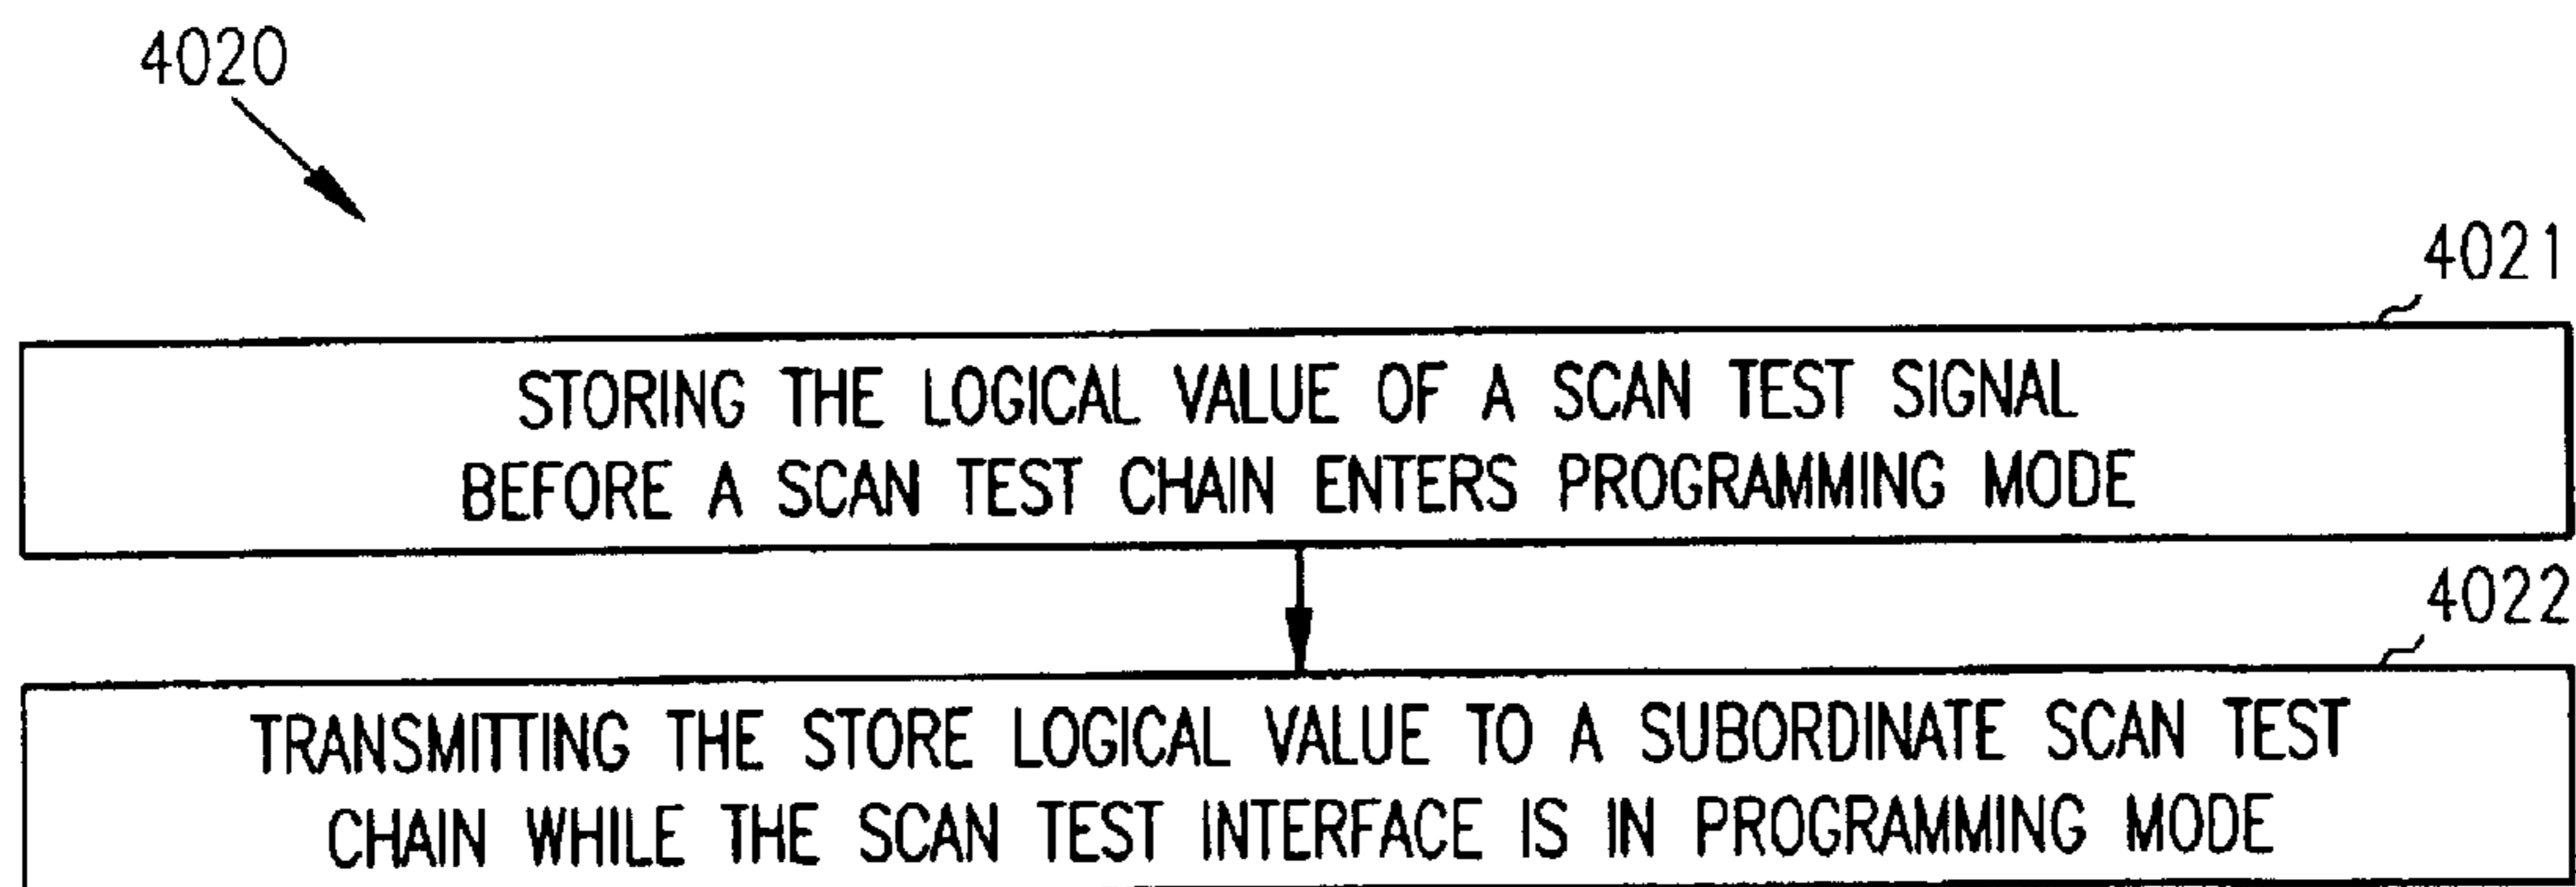 4020
4021
STORING THE LOGICAL VALUE OF A SCAN TEST SIGNAL
BEFORE A SCAN TEST CHAIN ENTERS PROGRAMMING MODE
4022
TRANSMITTING THE STORE LOGICAL VALUE TO A SUBORDINATE SCAN TEST
CHAIN WHILE THE SCAN TEST INTERFACE IS IN PROGRAMMING MODE